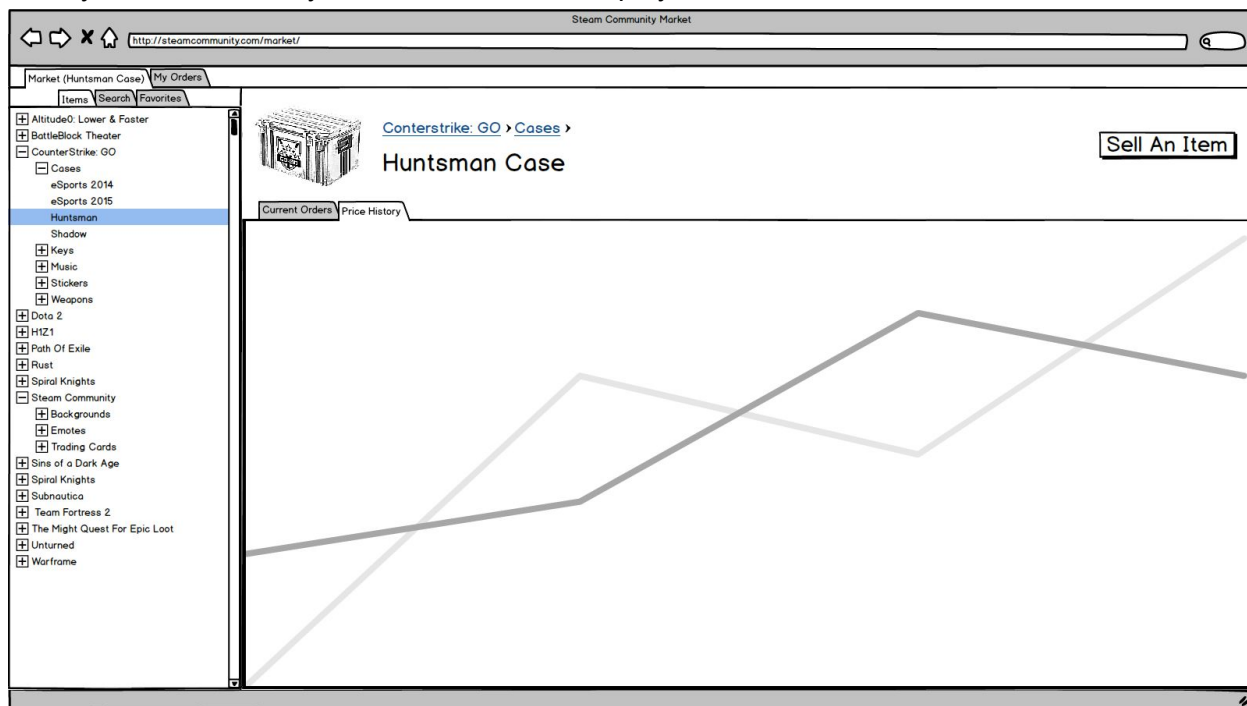 Steam Community Market
http://steamcommunity.com/market/
Market (Huntsman Case) My Orders
Items Search Favorites
Altitude0: Lower & Faster
BattleBlock Theater
CounterStrike: GO
Cases
eSports 2014
eSports 2015
Huntsman
Shadow
Keys
Music
Stickers
Weapons
Dota 2
H1Z1
Path Of Exile
Rust
Spiral Knights
Steam Community
Backgrounds
Emotes
Trading Cards
Sins of a Dark Age
Spiral Knights
Subnautica
Team Fortress 2
The Might Quest For Epic Loot
Unturned
Warframe
Conterstrike: GO › Cases ›
Huntsman Case
Sell An Item
Current Orders Price History